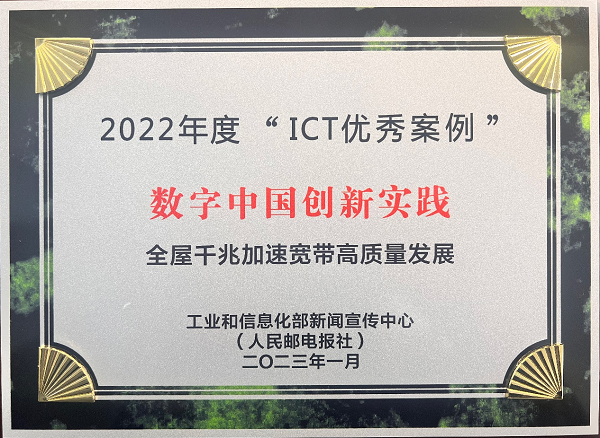 2022年度“ICT优秀案例”
数字中国创新实践
全屋千兆加速宽带高质量发展
工业和信息化部新闻宣传中心
（人民邮电报社）
二〇二三年一月